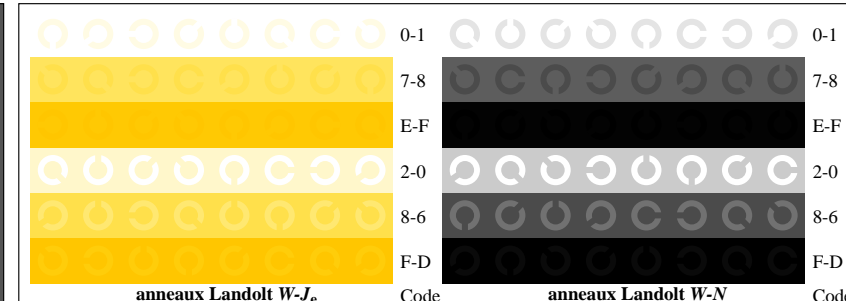 0-1 0-1
7-8 7-8
E-F E-F
2-0 2-0
8-6 8-6
F-D F-D
anneaux Landolt W-Je Code anneaux Landolt W-N Code